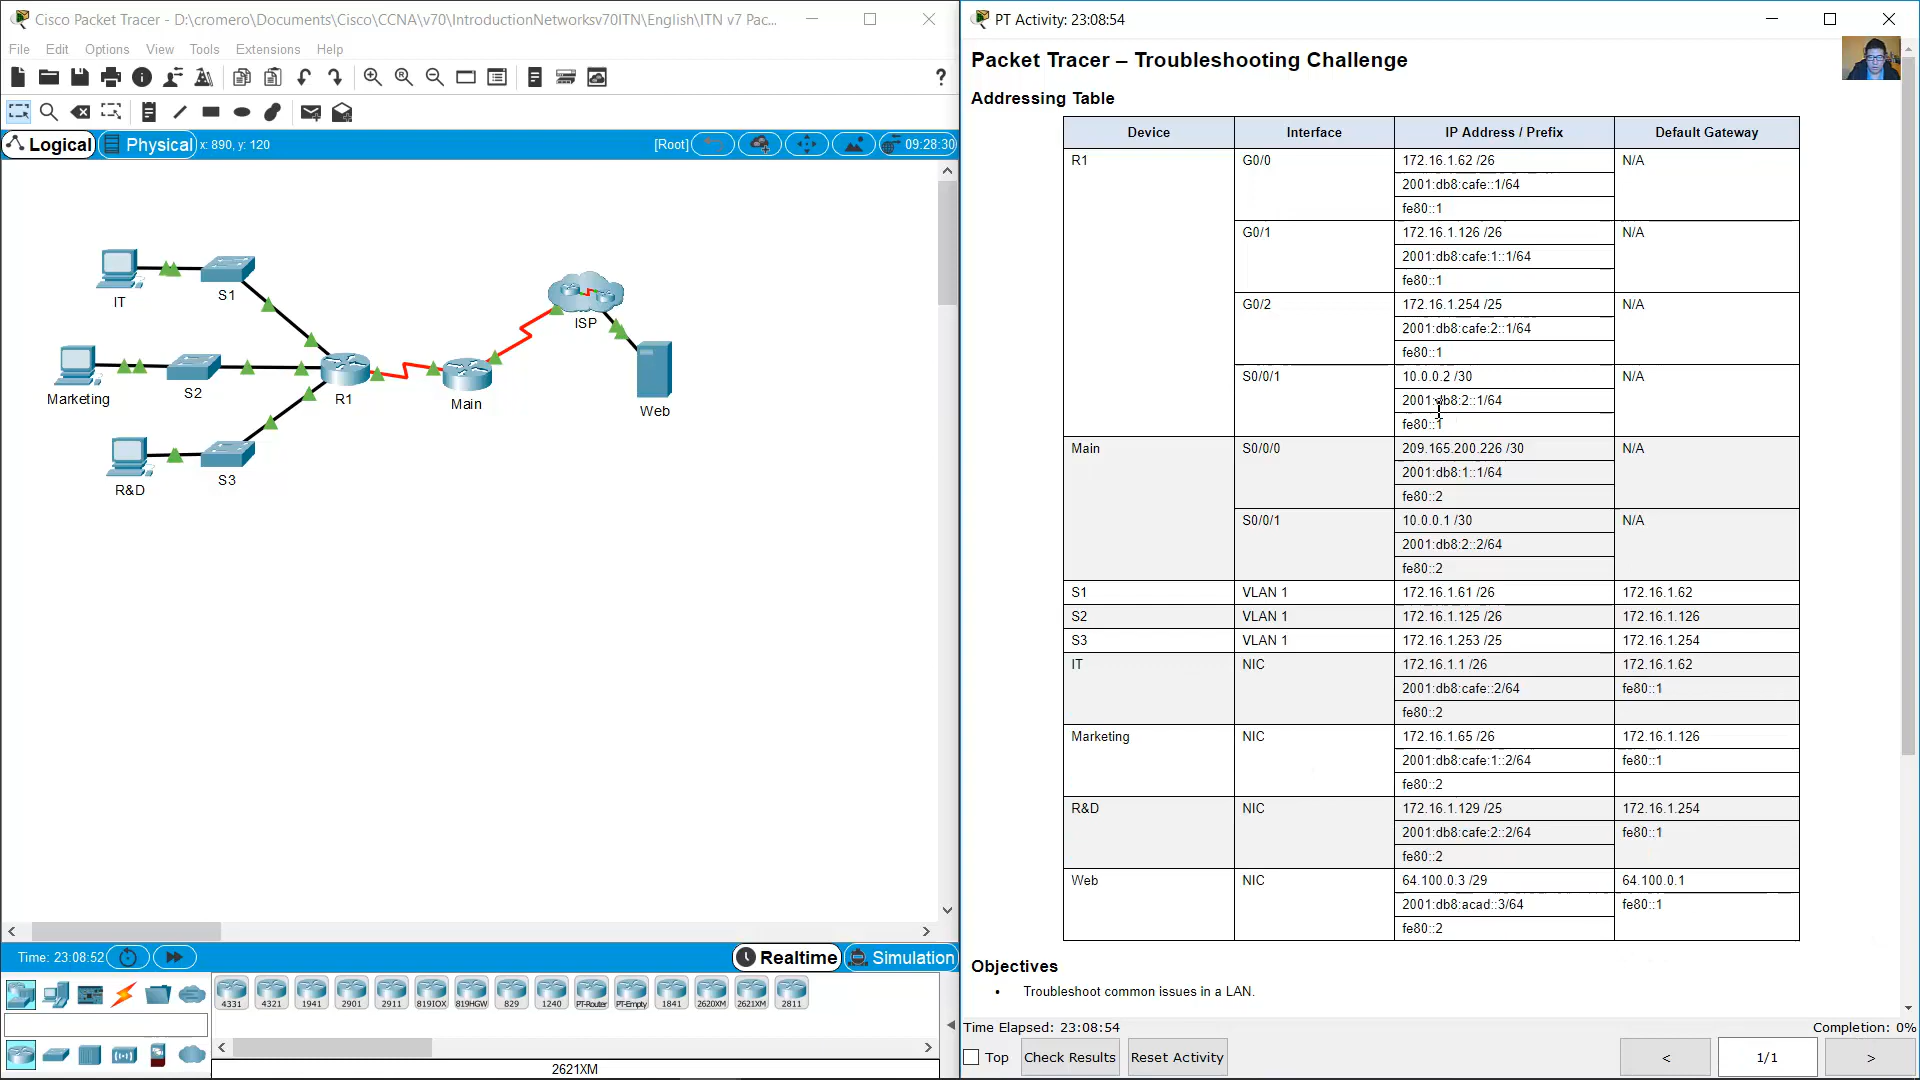 Cisco Packet Tracer - D:\cromero\Documents\Cisco\CCNA\v70\IntroductionNetworksv70ITN\English\ITN v7 Pac...
File Edit Options View Tools Extensions Help
?
Logical Physical x: 890, y: 120 [Root] 09:28:30
IT
S1
ISP
Marketing
S2
R1
Main
Web
R&D
S3
Time: 23:08:52 Realtime Simulation
4331 4321 1941 2901 2911 819IOX 819HGW 829 1240 PT-Router PT-Empty 1841 2620XM 2621XM 2811
2621XM
PT Activity: 23:08:54
Packet Tracer – Troubleshooting Challenge
Addressing Table
Device Interface IP Address / Prefix Default Gateway
R1 G0/0 172.16.1.62 /26 N/A
2001:db8:cafe::1/64
fe80::1
G0/1 172.16.1.126 /26 N/A
2001:db8:cafe:1::1/64
fe80::1
G0/2 172.16.1.254 /25 N/A
2001:db8:cafe:2::1/64
fe80::1
S0/0/1 10.0.0.2 /30 N/A
2001:db8:2::1/64
fe80::1
Main S0/0/0 209.165.200.226 /30 N/A
2001:db8:1::1/64
fe80::2
S0/0/1 10.0.0.1 /30 N/A
2001:db8:2::2/64
fe80::2
S1 VLAN 1 172.16.1.61 /26 172.16.1.62
S2 VLAN 1 172.16.1.125 /26 172.16.1.126
S3 VLAN 1 172.16.1.253 /25 172.16.1.254
IT NIC 172.16.1.1 /26 172.16.1.62
2001:db8:cafe::2/64 fe80::1
fe80::2
Marketing NIC 172.16.1.65 /26 172.16.1.126
2001:db8:cafe:1::2/64 fe80::1
fe80::2
R&D NIC 172.16.1.129 /25 172.16.1.254
2001:db8:cafe:2::2/64 fe80::1
fe80::2
Web NIC 64.100.0.3 /29 64.100.0.1
2001:db8:acad::3/64 fe80::1
fe80::2
Objectives
• Troubleshoot common issues in a LAN.
Time Elapsed: 23:08:54 Completion: 0%
Top Check Results Reset Activity < 1/1 >